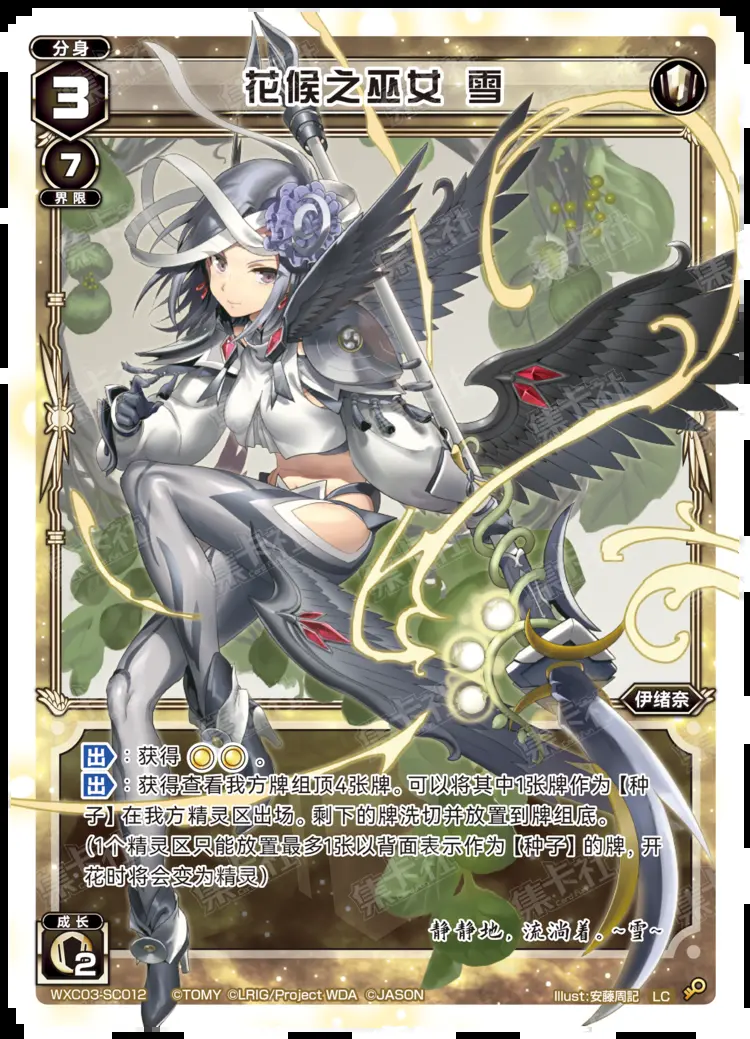 分身
3
花候之巫女 雪
7
界限
伊绪奈
出：获得 。
出：获得查看我方牌组顶4张牌。可以将其中1张牌作为【种
子】在我方精灵区出场。剩下的牌洗切并放置到牌组底。
（1个精灵区只能放置最多1张以背面表示作为【种子】的牌，开
花时将会变为精灵）
静静地，流淌着。~雪~
成长
2
WXC03-SC012 ©TOMY ©LRIG/Project WDA ©JASON
Illust:安藤周記 LC
集卡社